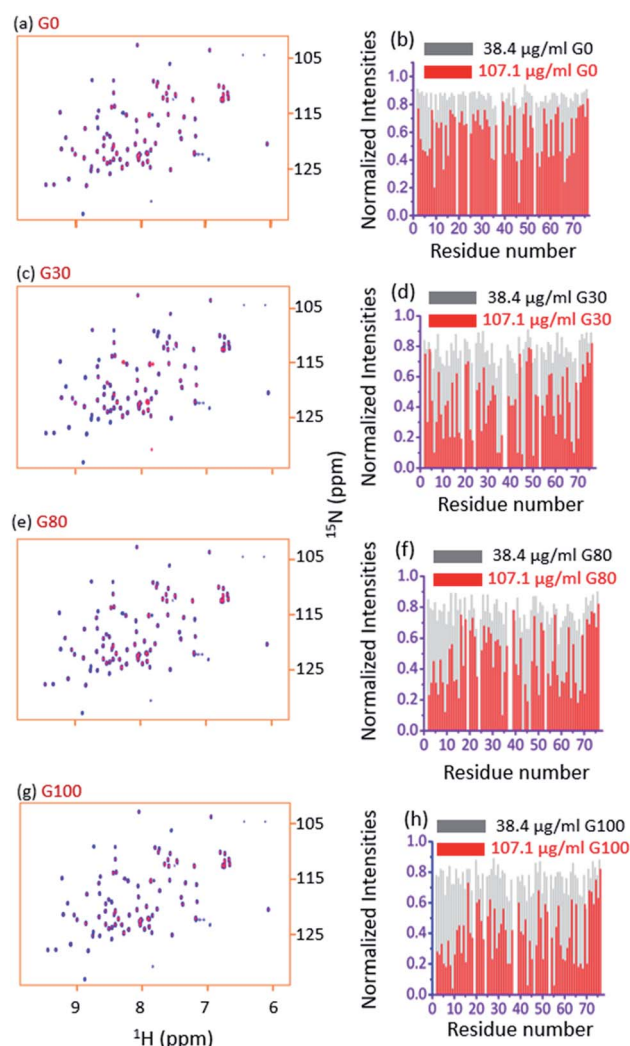 (a) G0
105
115
125
(b)
38.4 µg/ml G0
107.1 µg/ml G0
Normalized Intensities
1.0
0.8
0.6
0.4
0.2
0.0
0 10 20 30 40 50 60 70
Residue number
(c) G30
105
115
125
(d)
38.4 µg/ml G30
107.1 µg/ml G30
Normalized Intensities
1.0
0.8
0.6
0.4
0.2
0.0
0 10 20 30 40 50 60 70
Residue number
¹⁵N (ppm)
(e) G80
105
115
125
(f)
38.4 µg/ml G80
107.1 µg/ml G80
Normalized Intensities
1.0
0.8
0.6
0.4
0.2
0.0
0 10 20 30 40 50 60 70
Residue number
(g) G100
105
115
125
9 8 7 6
¹H (ppm)
(h)
38.4 µg/ml G100
107.1 µg/ml G100
Normalized Intensities
1.0
0.8
0.6
0.4
0.2
0.0
0 10 20 30 40 50 60 70
Residue number